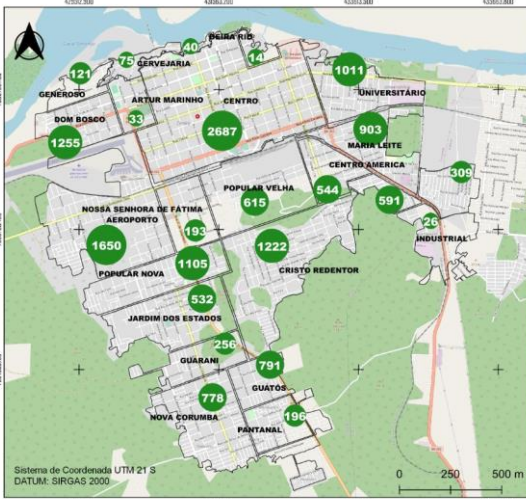 BEIRA RIO
40
75
14
CERVEJARIA
121
1011
GENEROSO
UNIVERSITÁRIO
ARTUR MARINHO
CENTRO
DOM BOSCO
33
2687
903
1255
MARIA LEITE
CENTRO AMERICA
309
POPULAR VELHA
544
615
591
NOSSA SENHORA DE FÁTIMA
AEROPORTO
26
193
INDUSTRIAL
1650
1222
1105
POPULAR NOVA
CRISTO REDENTOR
532
JARDIM DOS ESTADOS
256
GUARANI
791
GUATÓS
778
196
NOVA CORUMBA
PANTANAL
Sistema de Coordenada UTM 21 S
DATUM: SIRGAS 2000
0 250 500 m